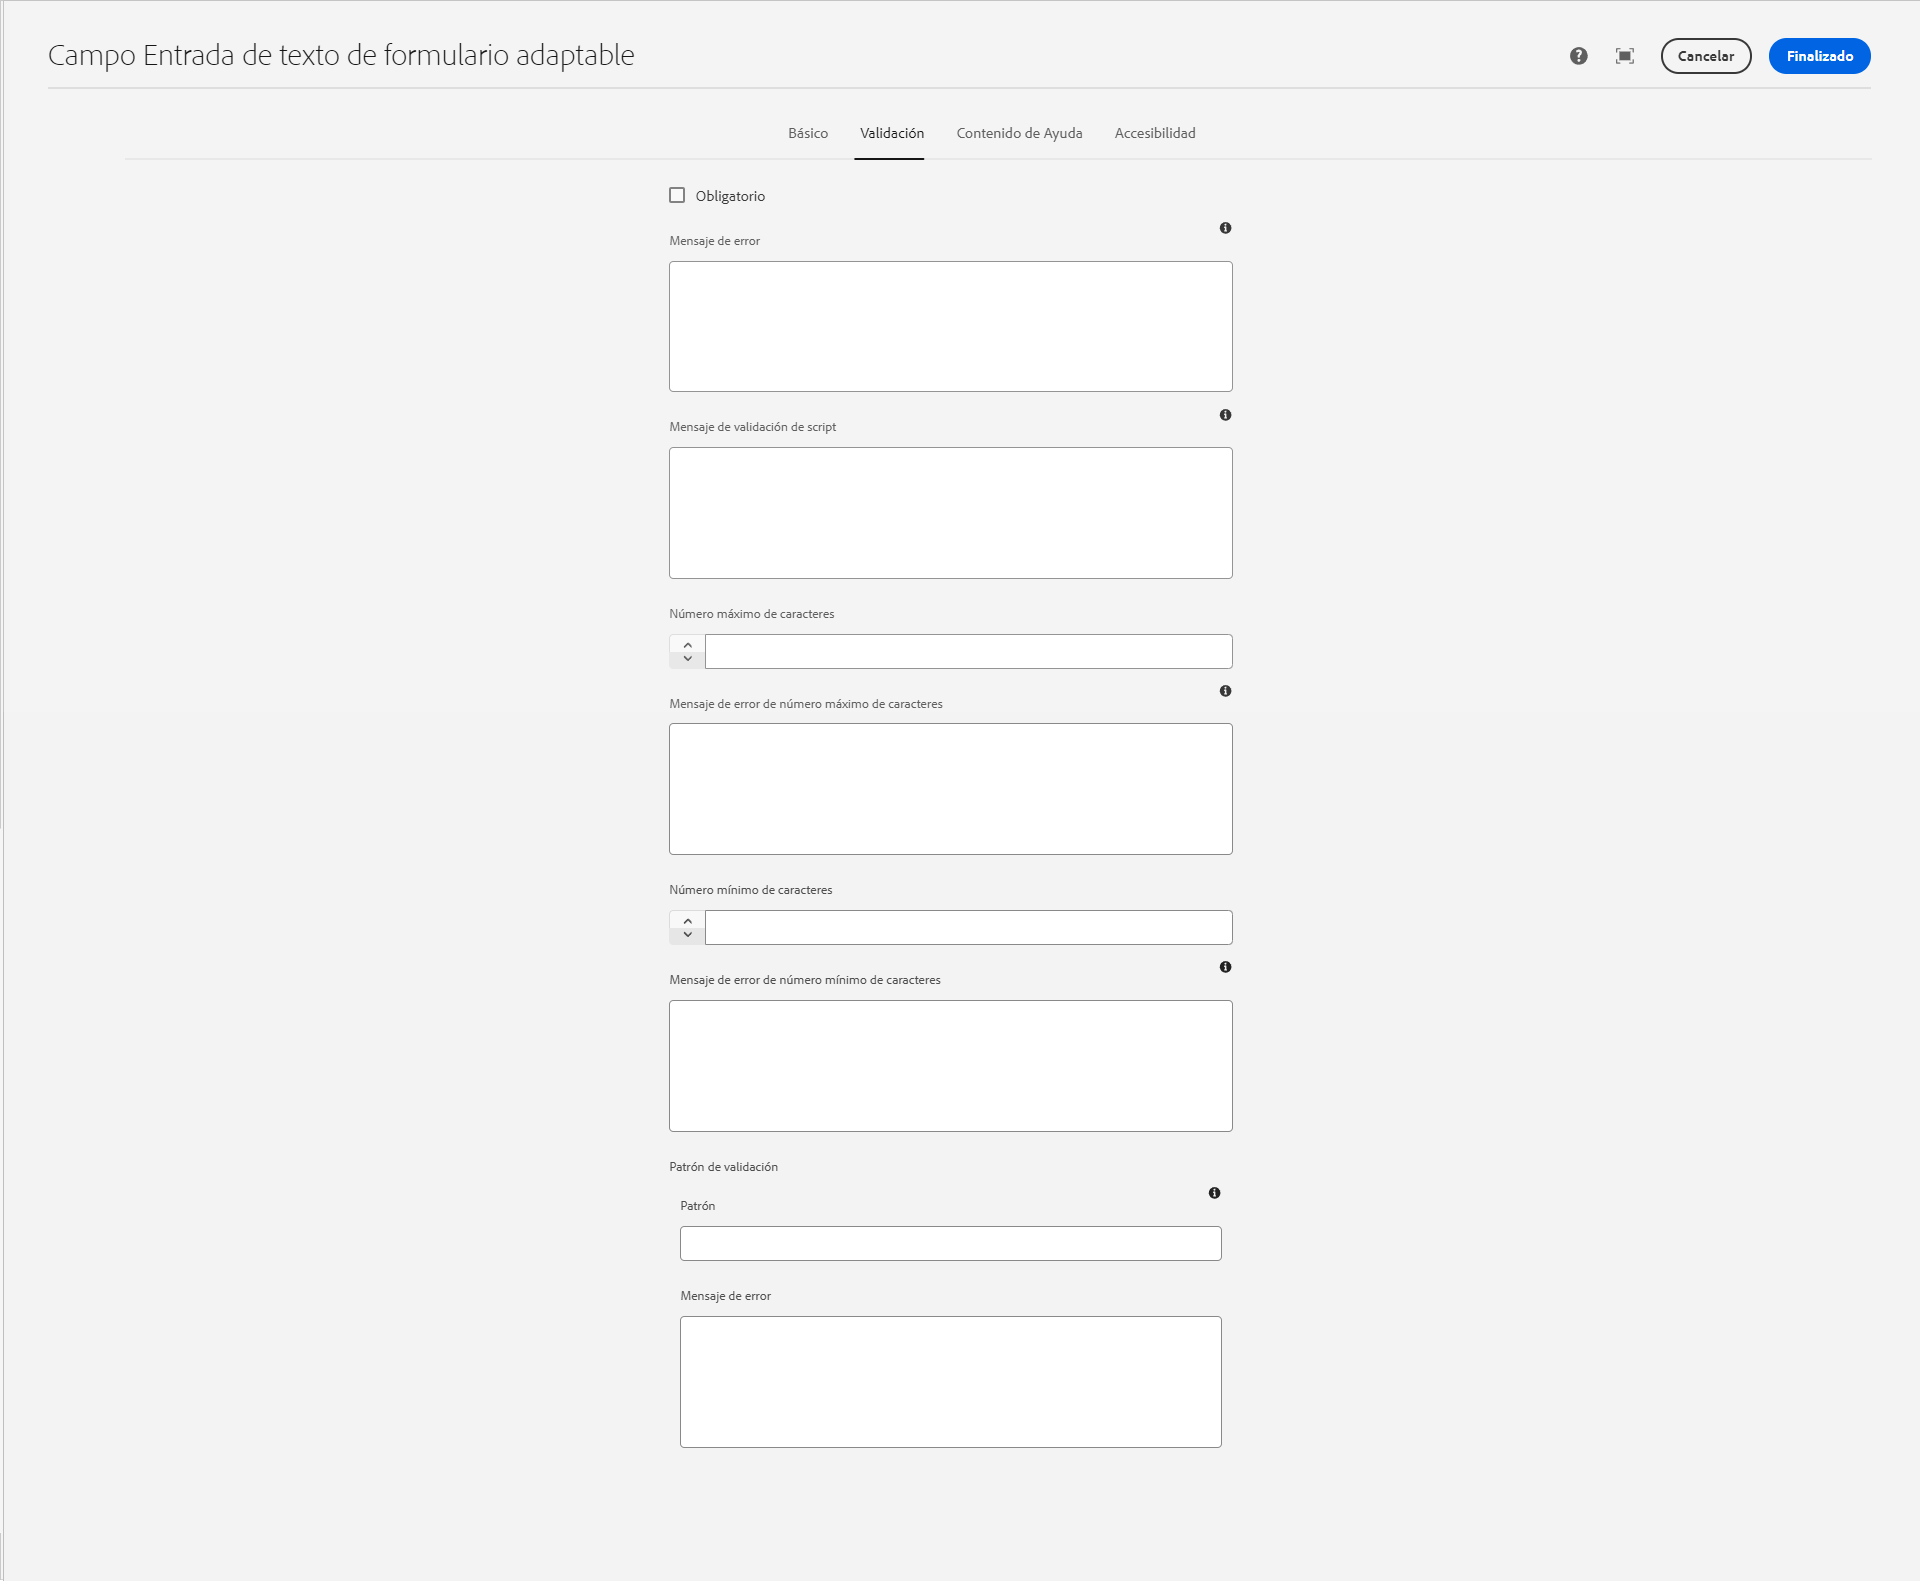 Campo Entrada de texto de formulario adaptable
Cancelar
Finalizado
Básico
Validación
Contenido de Ayuda
Accesibilidad
Obligatorio
Mensaje de error
Mensaje de validación de script
Número máximo de caracteres
Mensaje de error de número máximo de caracteres
Número mínimo de caracteres
Mensaje de error de número mínimo de caracteres
Patrón de validación
Patrón
Mensaje de error